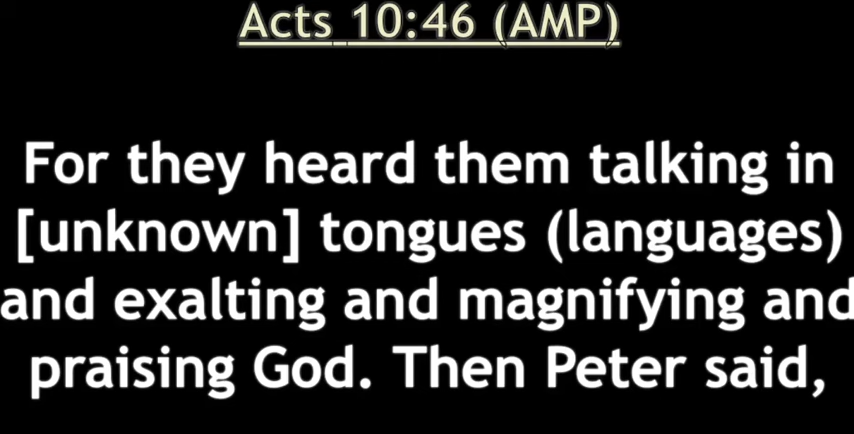 Acts 10:46 (AMP)
For they heard them talking in
[unknown] tongues (languages)
and exalting and magnifying and
praising God. Then Peter said,